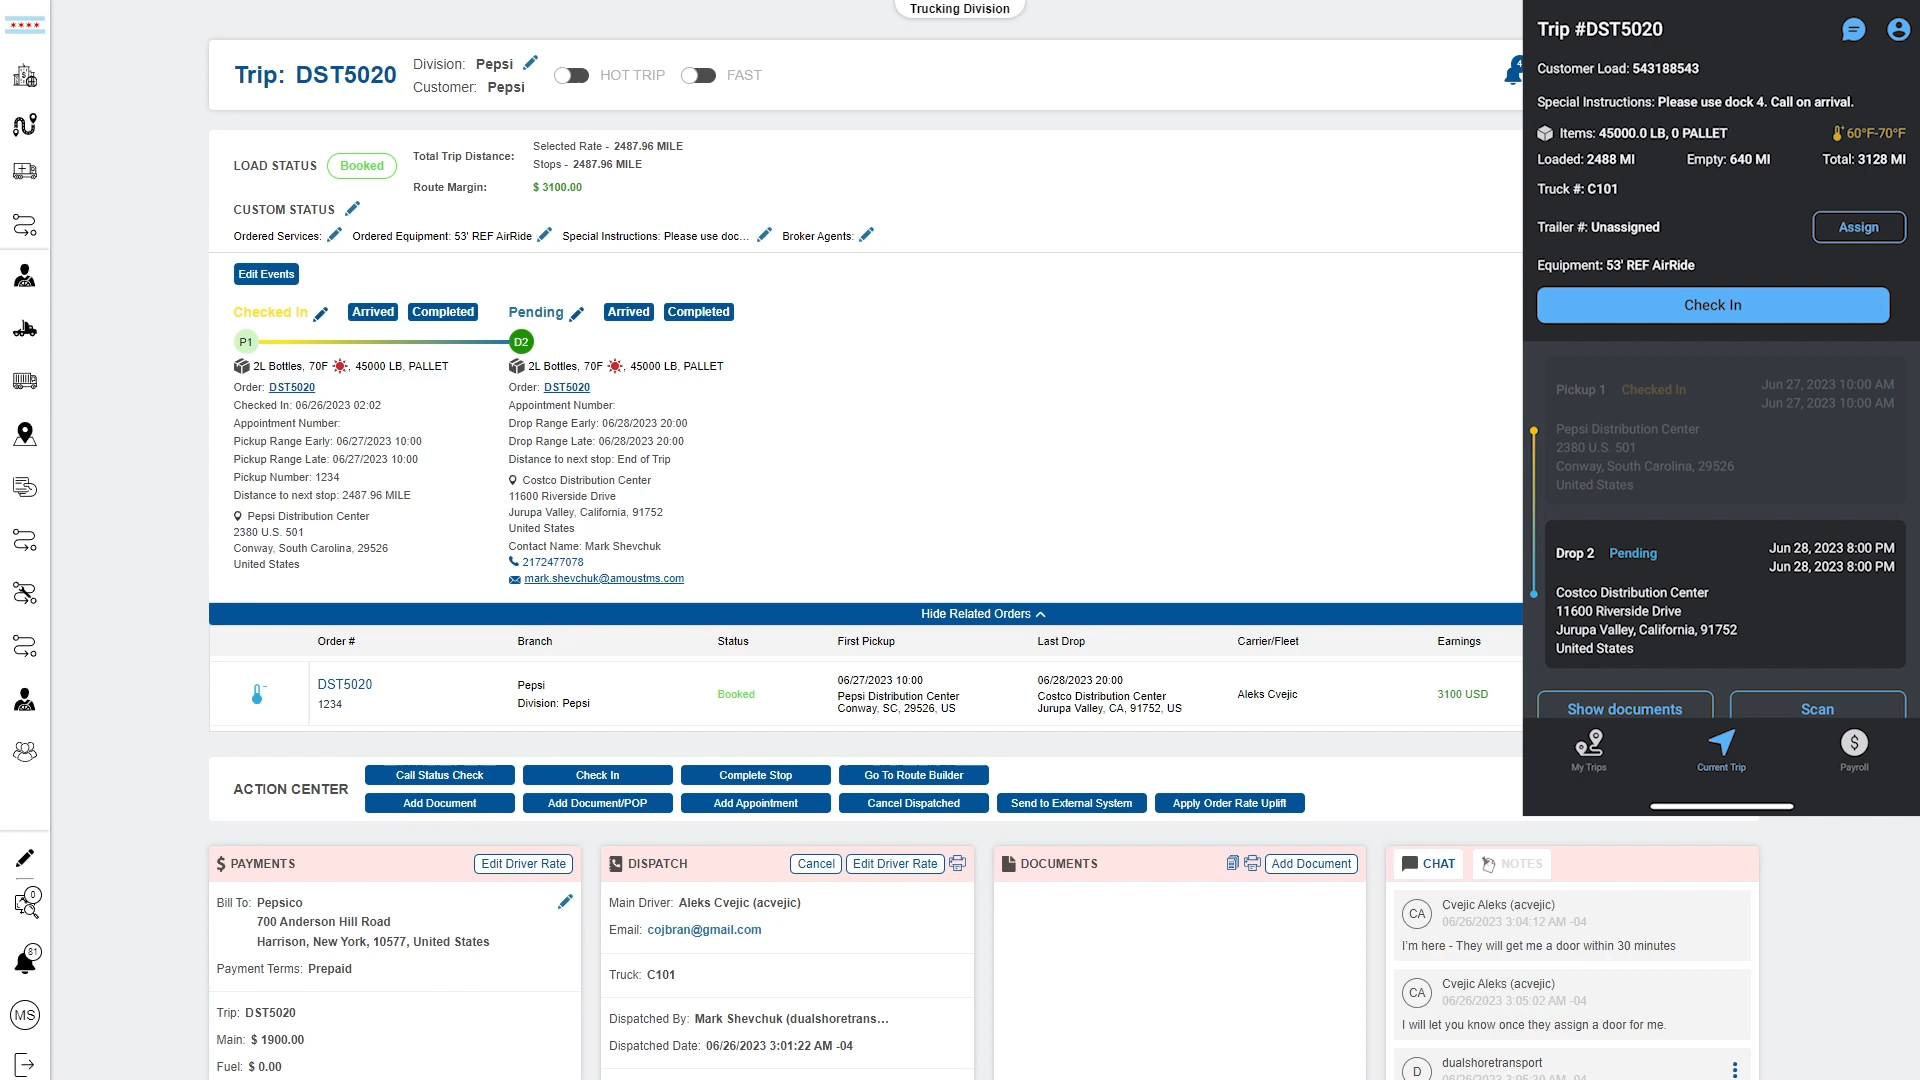 Trucking Division
Trip: DST5020
Division: Pepsi
Customer: Pepsi
HOT TRIP
FAST
4
LOAD STATUS
Booked
Total Trip Distance:
Selected Rate - 2487.96 MILE
Stops - 2487.96 MILE
Route Margin:
$ 3100.00
CUSTOM STATUS
Ordered Services:
Ordered Equipment: 53' REF AirRide
Special Instructions: Please use doc...
Broker Agents:
Edit Events
Checked In
Arrived
Completed
P1
2L Bottles, 70F , 45000 LB, PALLET
Order: DST5020
Checked In: 06/26/2023 02:02
Appointment Number:
Pickup Range Early: 06/27/2023 10:00
Pickup Range Late: 06/27/2023 10:00
Pickup Number: 1234
Distance to next stop: 2487.96 MILE
Pepsi Distribution Center
2380 U.S. 501
Conway, South Carolina, 29526
United States
Pending
Arrived
Completed
D2
2L Bottles, 70F , 45000 LB, PALLET
Order: DST5020
Appointment Number:
Drop Range Early: 06/28/2023 20:00
Drop Range Late: 06/28/2023 20:00
Distance to next stop: End of Trip
Costco Distribution Center
11600 Riverside Drive
Jurupa Valley, California, 91752
United States
Contact Name: Mark Shevchuk
2172477078
mark.shevchuk@amoustms.com
Hide Related Orders
Order # Branch Status First Pickup Last Drop Carrier/Fleet Earnings
DST5020
1234
Pepsi
Division: Pepsi
Booked
06/27/2023 10:00
Pepsi Distribution Center
Conway, SC, 29526, US
06/28/2023 20:00
Costco Distribution Center
Jurupa Valley, CA, 91752, US
Aleks Cvejic
3100 USD
ACTION CENTER
Call Status Check
Check In
Complete Stop
Go To Route Builder
Add Document
Add Document/POP
Add Appointment
Cancel Dispatched
Send to External System
Apply Order Rate Uplift
PAYMENTS
Edit Driver Rate
Bill To: Pepsico
700 Anderson Hill Road
Harrison, New York, 10577, United States
Payment Terms: Prepaid
Trip: DST5020
Main: $ 1900.00
Fuel: $ 0.00
DISPATCH
Cancel
Edit Driver Rate
Main Driver: Aleks Cvejic (acvejic)
Email: cojbran@gmail.com
Truck: C101
Dispatched By: Mark Shevchuk (dualshoretrans...
Dispatched Date: 06/26/2023 3:01:22 AM -04
DOCUMENTS
Add Document
CHAT
NOTES
CA
Cvejic Aleks (acvejic)
06/26/2023 3:04:12 AM -04
I'm here - They will get me a door within 30 minutes
CA
Cvejic Aleks (acvejic)
06/26/2023 3:05:02 AM -04
I will let you know once they assign a door for me.
D
dualshoretransport
Trip #DST5020
Customer Load: 543188543
Special Instructions: Please use dock 4. Call on arrival.
Items: 45000.0 LB, 0 PALLET
60°F-70°F
Loaded: 2488 MI
Empty: 640 MI
Total: 3128 MI
Truck #: C101
Trailer #: Unassigned
Assign
Equipment: 53' REF AirRide
Check In
Pickup 1
Checked In
Jun 27, 2023 10:00 AM
Jun 27, 2023 10:00 AM
Pepsi Distribution Center
2380 U.S. 501
Conway, South Carolina, 29526
United States
Drop 2
Pending
Jun 28, 2023 8:00 PM
Jun 28, 2023 8:00 PM
Costco Distribution Center
11600 Riverside Drive
Jurupa Valley, California, 91752
United States
Show documents
Scan
My Trips
Current Trip
Payroll
0
81
MS